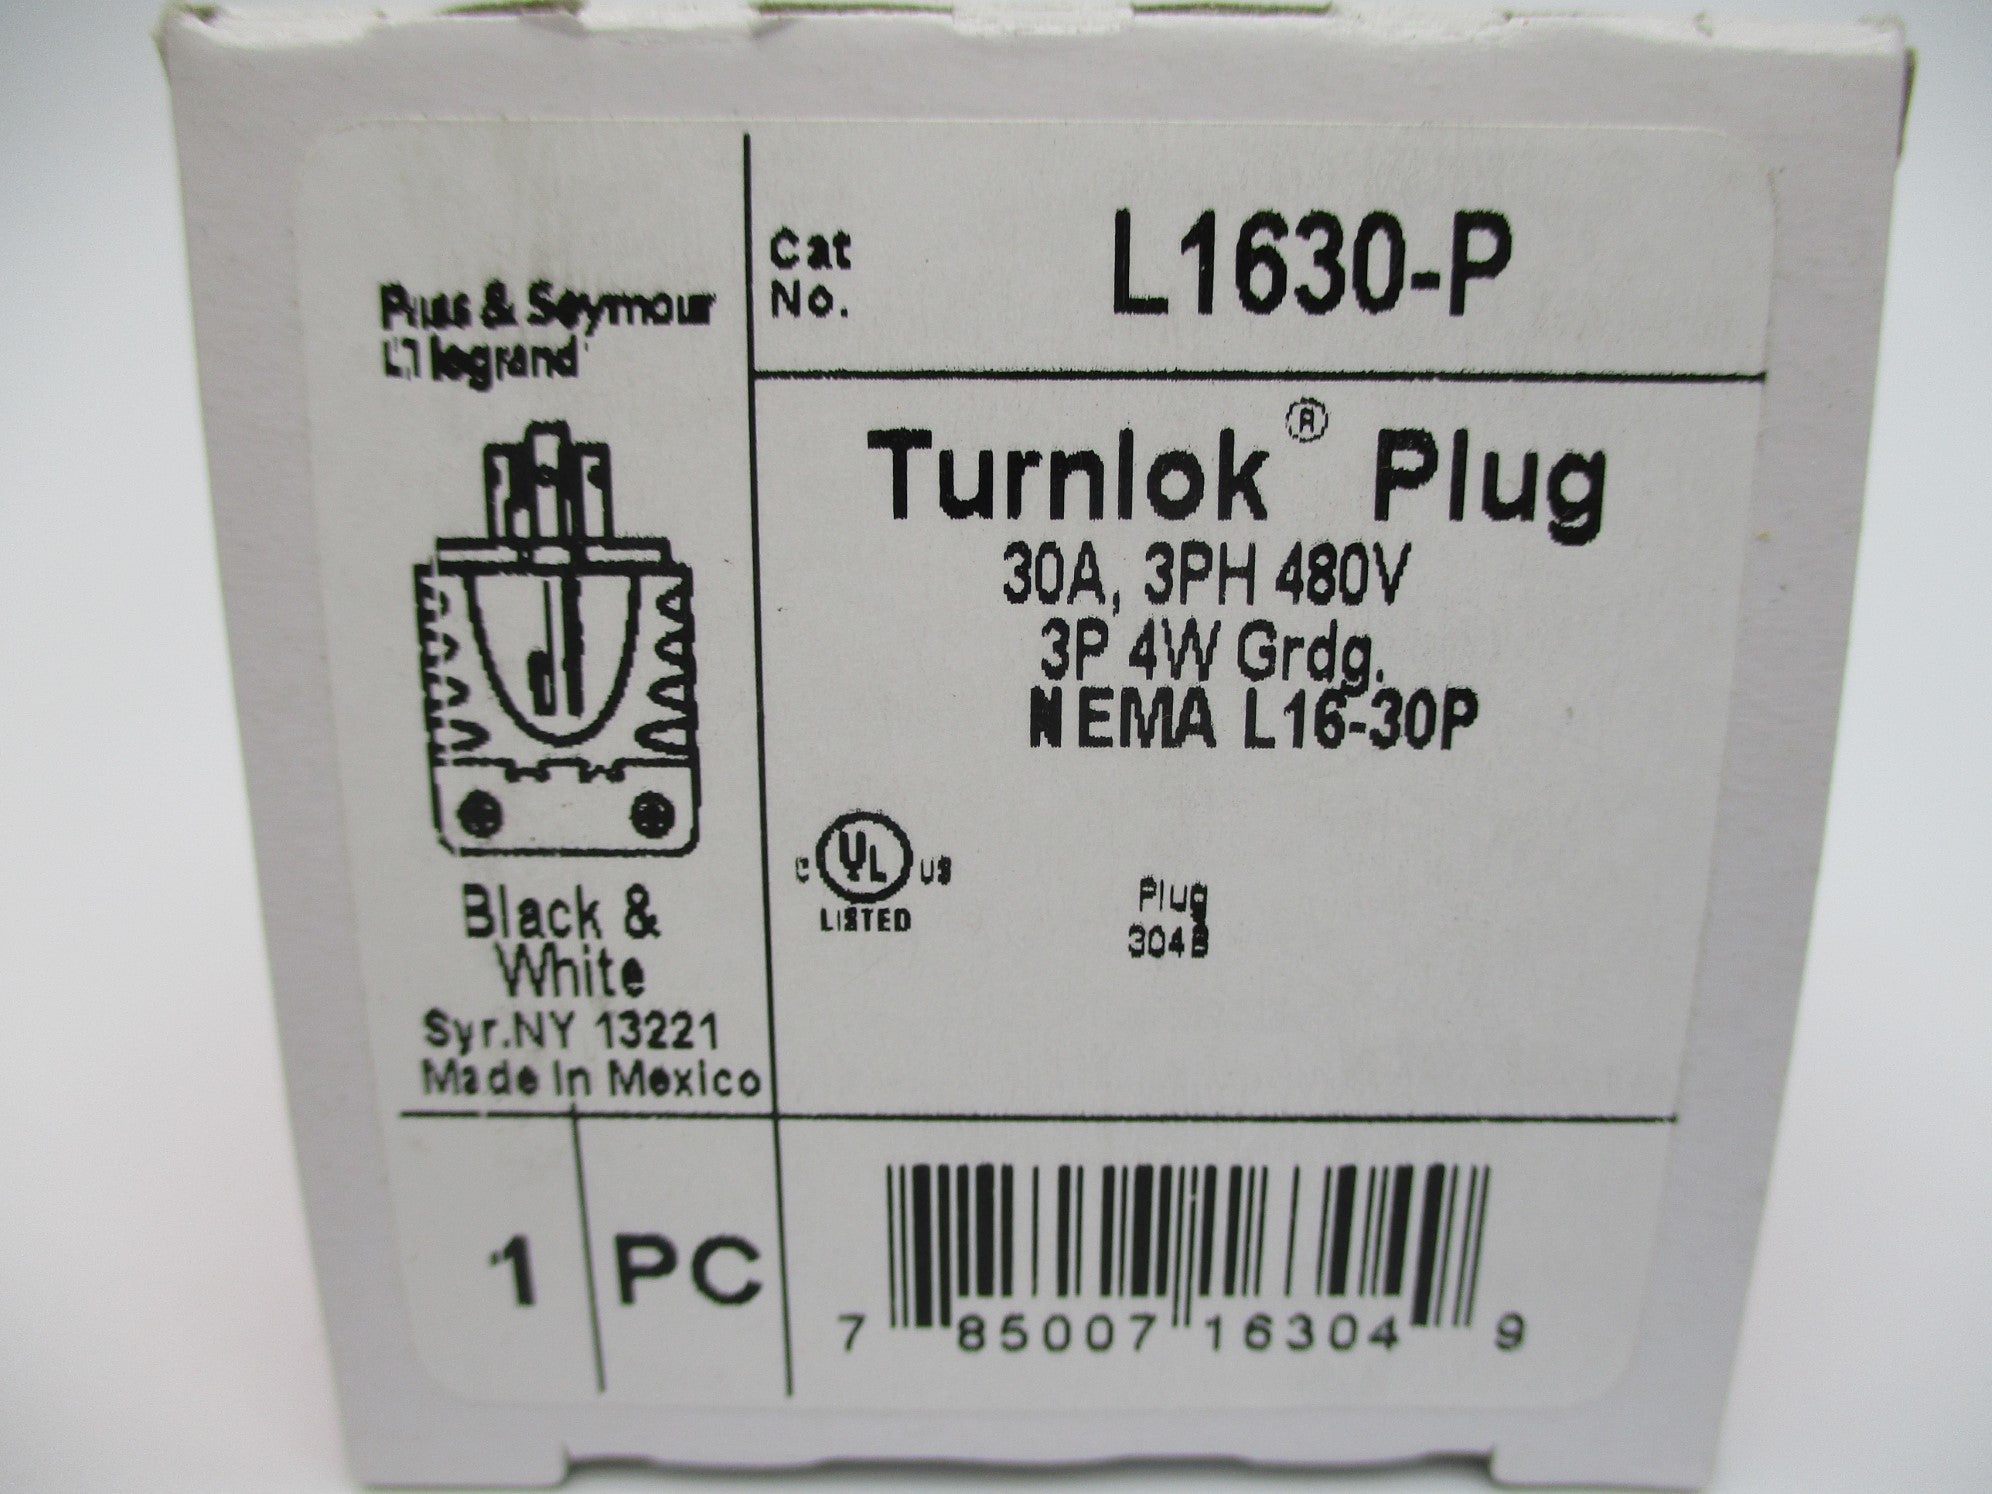 Pass & Seymour
legrand
Cat
No.
L1630-P
Turnlok® Plug
30A, 3PH 480V
3P 4W Grdg.
NEMA L16-30P
C UL US
LISTED
Plug
304B
Black &
White
Syr.NY 13221
Made In Mexico
1 PC
7 85007 16304 9